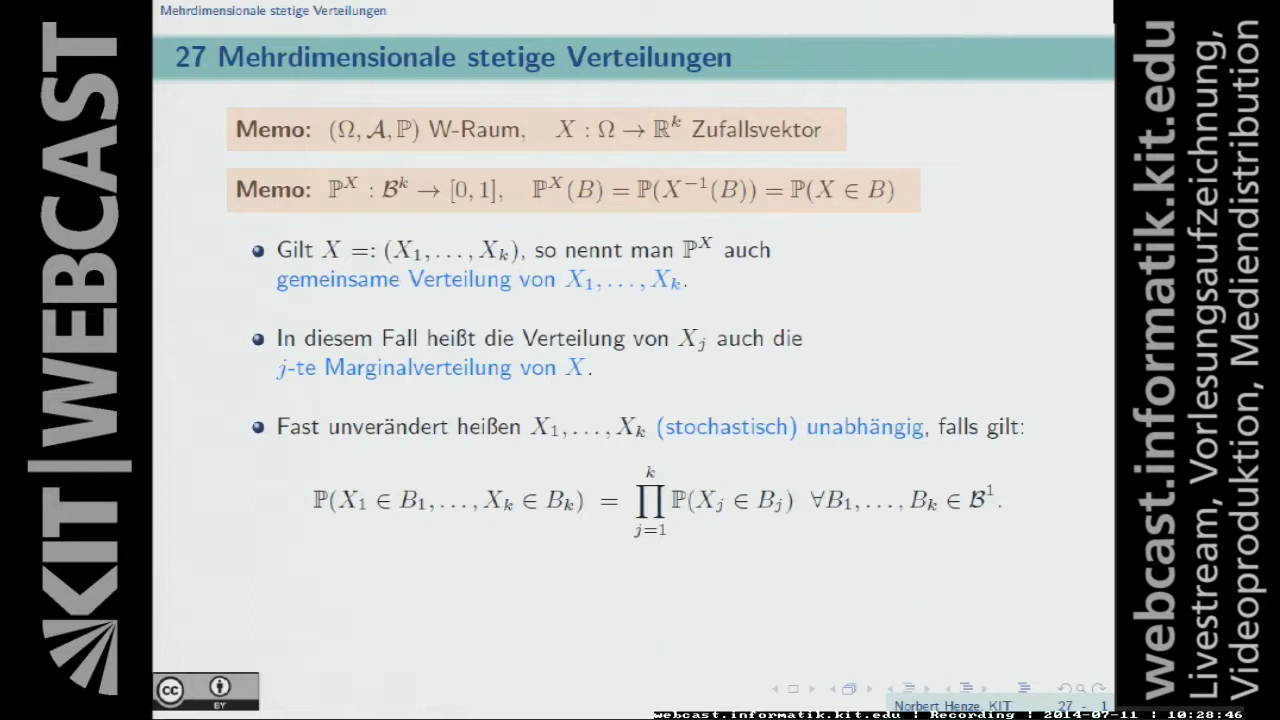 Mehrdimensionale stetige Verteilungen
27 Mehrdimensionale stetige Verteilungen
Memo: (Ω, 𝒜, ℙ) W-Raum, X : Ω → ℝ^k Zufallsvektor
Memo: ℙ^X : ℬ^k → [0, 1], ℙ^X(B) = ℙ(X^{-1}(B)) = ℙ(X ∈ B)
Gilt X =: (X_1, . . . , X_k), so nennt man ℙ^X auch
gemeinsame Verteilung von X_1, . . . , X_k.
In diesem Fall heißt die Verteilung von X_j auch die
j-te Marginalverteilung von X.
Fast unverändert heißen X_1, . . . , X_k (stochastisch) unabhängig, falls gilt:
ℙ(X_1 ∈ B_1, . . . , X_k ∈ B_k) = ∏_{j=1}^{k} ℙ(X_j ∈ B_j) ∀B_1, . . . , B_k ∈ ℬ^1.
Norbert Henze, KIT 27 - 1
webcast.informatik.kit.edu | Recording | 2014-07-11 | 10:28:46
cc BY
KIT | WEBCAST
webcast.informatik.kit.edu
Livestream, Vorlesungsaufzeichnung,
Videoproduktion, Mediendistribution